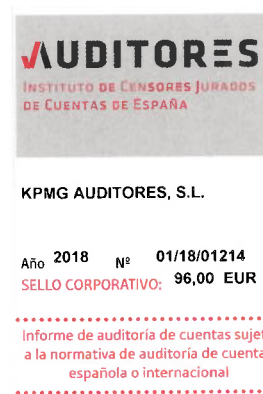 AUDITORES
INSTITUTO DE CENSORES JURADOS
DE CUENTAS DE ESPAÑA
KPMG AUDITORES, S.L.
Año 2018 Nº 01/18/01214
SELLO CORPORATIVO: 96,00 EUR
Informe de auditoría de cuentas suje
a la normativa de auditoría de cuenta
española o internacional